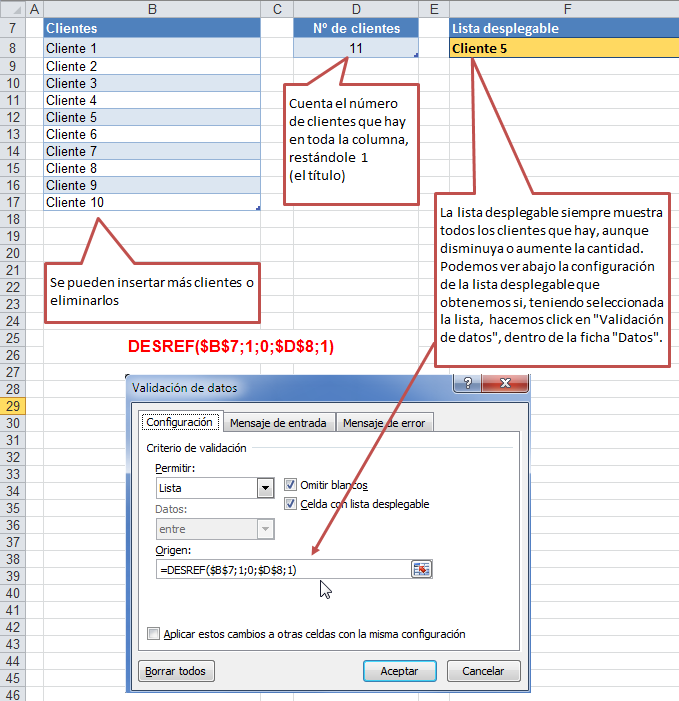 A B C D E F
7 Clientes Nº de clientes Lista desplegable
8 Cliente 1 11 Cliente 5
9 Cliente 2
10 Cliente 3
11 Cliente 4
12 Cliente 5
13 Cliente 6
14 Cliente 7
15 Cliente 8
16 Cliente 9
17 Cliente 10
18
19
20
21
22
23
24
25
26
27
28
29
30
31
32
33
34
35
36
37
38
39
40
41
42
43
44
45
46
Cuenta el número
de clientes que hay
en toda la columna,
restándole 1
(el título)
La lista desplegable siempre muestra
todos los clientes que hay, aunque
disminuya o aumente la cantidad.
Podemos ver abajo la configuración
de la lista desplegable que
obtenemos si, teniendo seleccionada
la lista, hacemos click en "Validación
de datos", dentro de la ficha "Datos".
Se pueden insertar más clientes o
eliminarlos
DESREF($B$7;1;0;$D$8;1)
Validación de datos
Configuración Mensaje de entrada Mensaje de error
Criterio de validación
Permitir:
Lista Omitir blancos
Datos: Celda con lista desplegable
entre
Origen:
=DESREF($B$7;1;0;$D$8;1)
Aplicar estos cambios a otras celdas con la misma configuración
Borrar todos Aceptar Cancelar